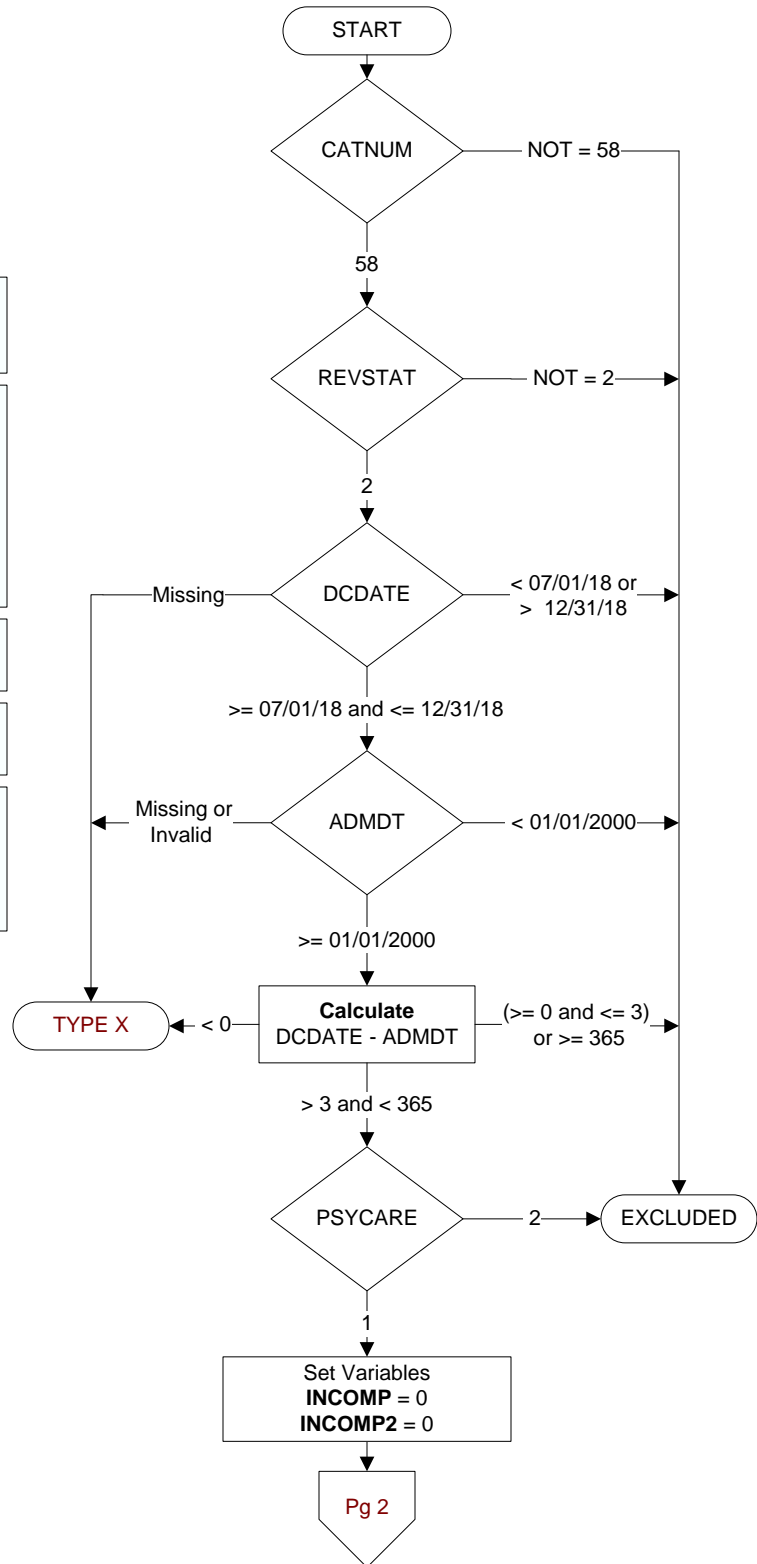 START
CATNUM
NOT = 58
58
REVSTAT
NOT = 2
2
Missing
DCDATE
< 07/01/18 or
> 12/31/18
>= 07/01/18 and <= 12/31/18
Missing or
Invalid
ADMDT
< 01/01/2000
>= 01/01/2000
TYPE X
< 0
Calculate
DCDATE - ADMDT
(>= 0 and <= 3)
or >= 365
> 3 and < 365
PSYCARE
2
EXCLUDED
1
Set Variables
INCOMP = 0
INCOMP2 = 0
Pg 2